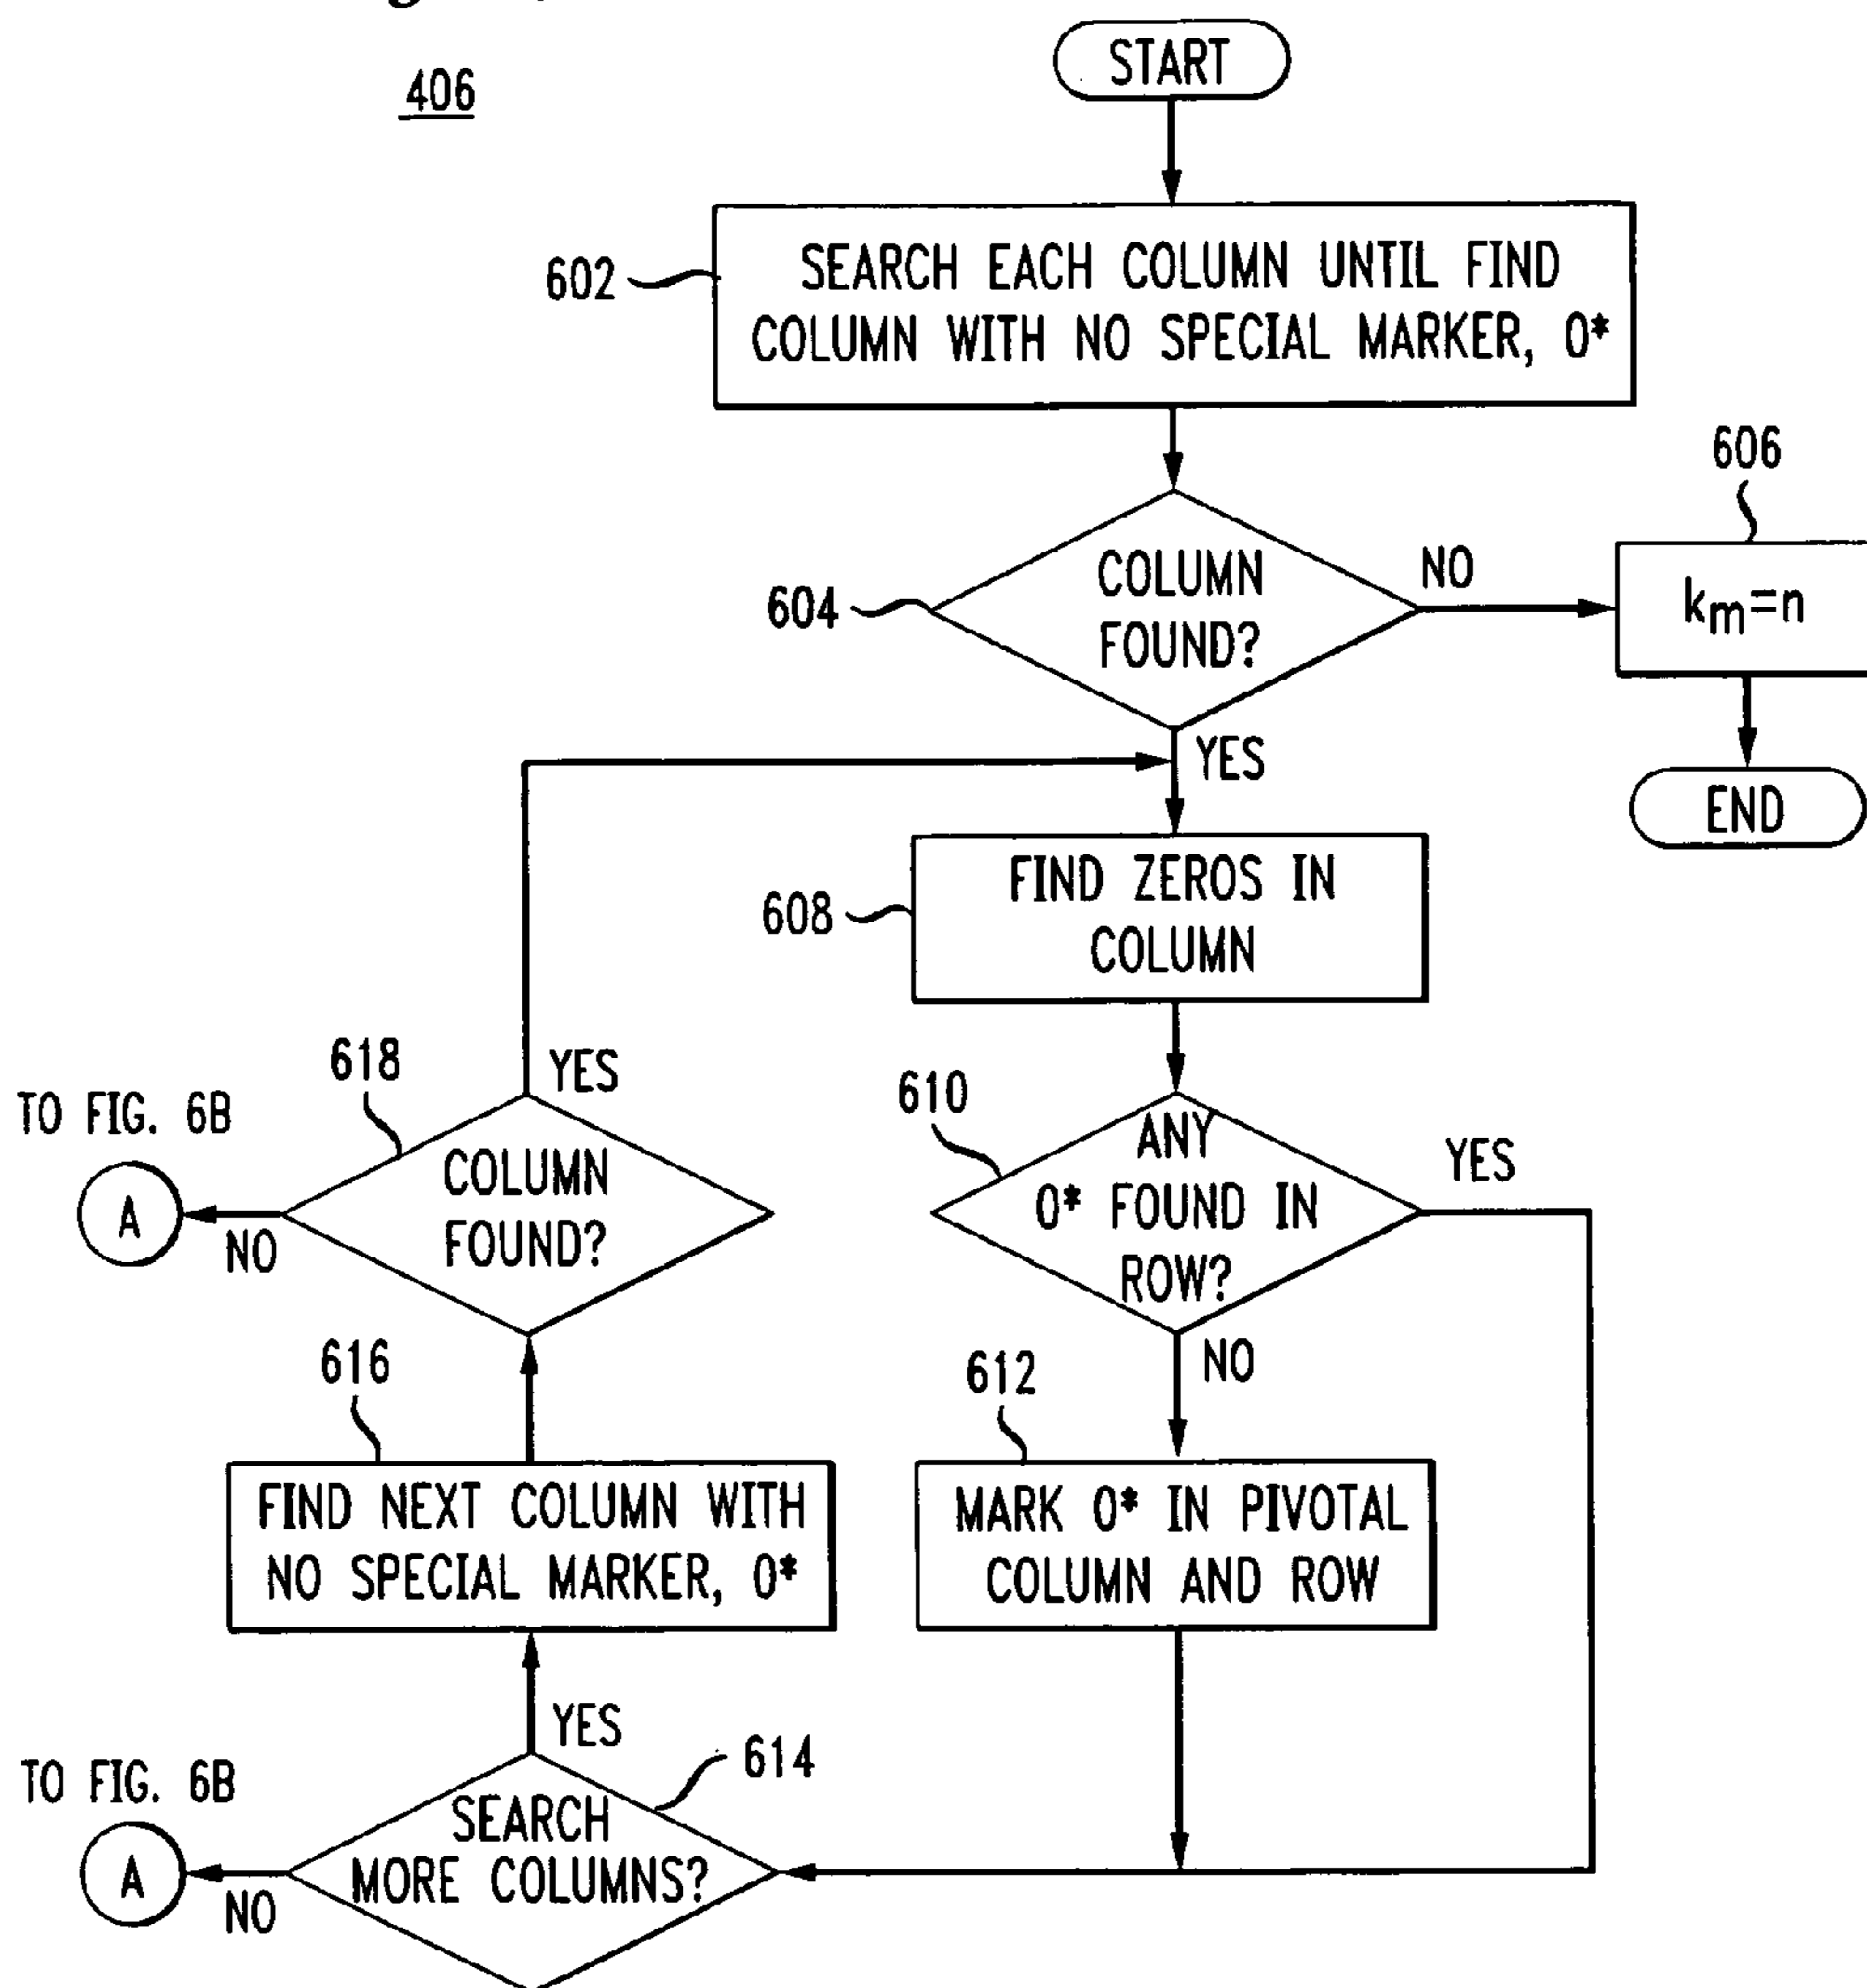 406
START
602
SEARCH EACH COLUMN UNTIL FIND
COLUMN WITH NO SPECIAL MARKER, 0*
606
604
COLUMN
FOUND?
NO
km=n
YES
END
608
FIND ZEROS IN
COLUMN
618
YES
TO FIG. 6B
A
NO
COLUMN
FOUND?
610
ANY
0* FOUND IN
ROW?
YES
NO
616
FIND NEXT COLUMN WITH
NO SPECIAL MARKER, 0*
612
MARK 0* IN PIVOTAL
COLUMN AND ROW
YES
614
TO FIG. 6B
A
NO
SEARCH
MORE COLUMNS?